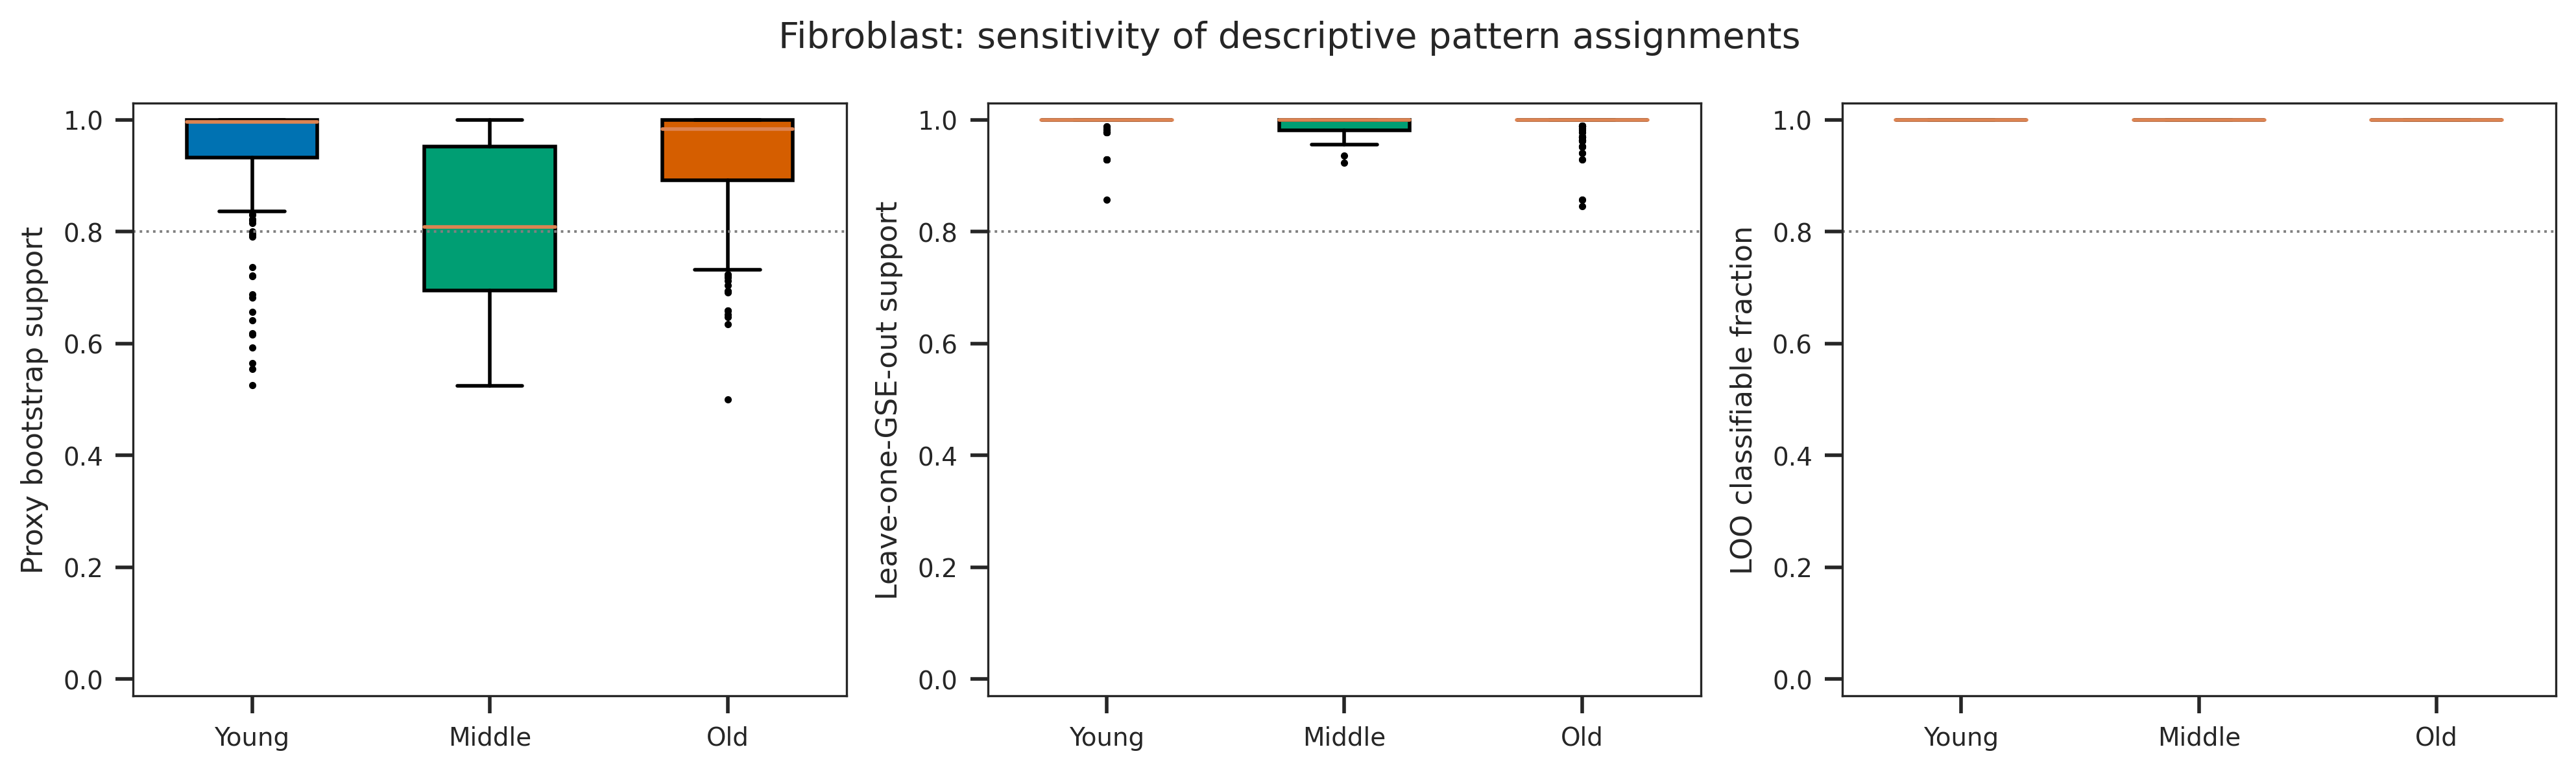 Fibroblast: sensitivity of descriptive pattern assignments
Proxy bootstrap support
1.0
0.8
0.6
0.4
0.2
0.0
Young Middle Old
Leave-one-GSE-out support
1.0
0.8
0.6
0.4
0.2
0.0
Young Middle Old
LOO classifiable fraction
1.0
0.8
0.6
0.4
0.2
0.0
Young Middle Old